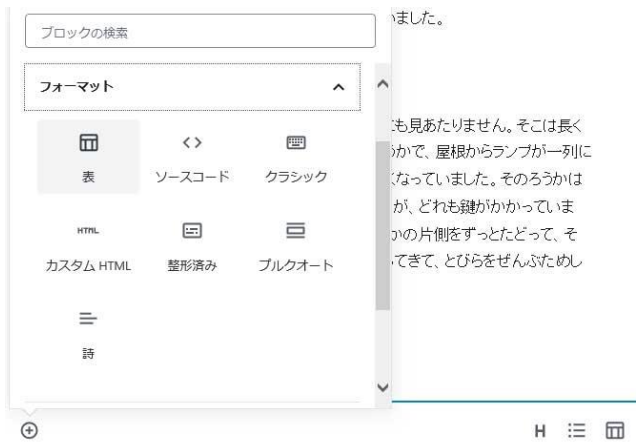 ブロックの検索
フォーマット
表
ソースコード
クラシック
HTML
カスタム HTML
整形済み
プルクオート
詩
いました。
も見あたりません。そこは長く
うかで、屋根からランプが一列に
なっていました。そのろうかは
が、どれも鍵がかかっていま
かの片側をずっとたどって、そ
てきて、とびらをぜんぶためし
H